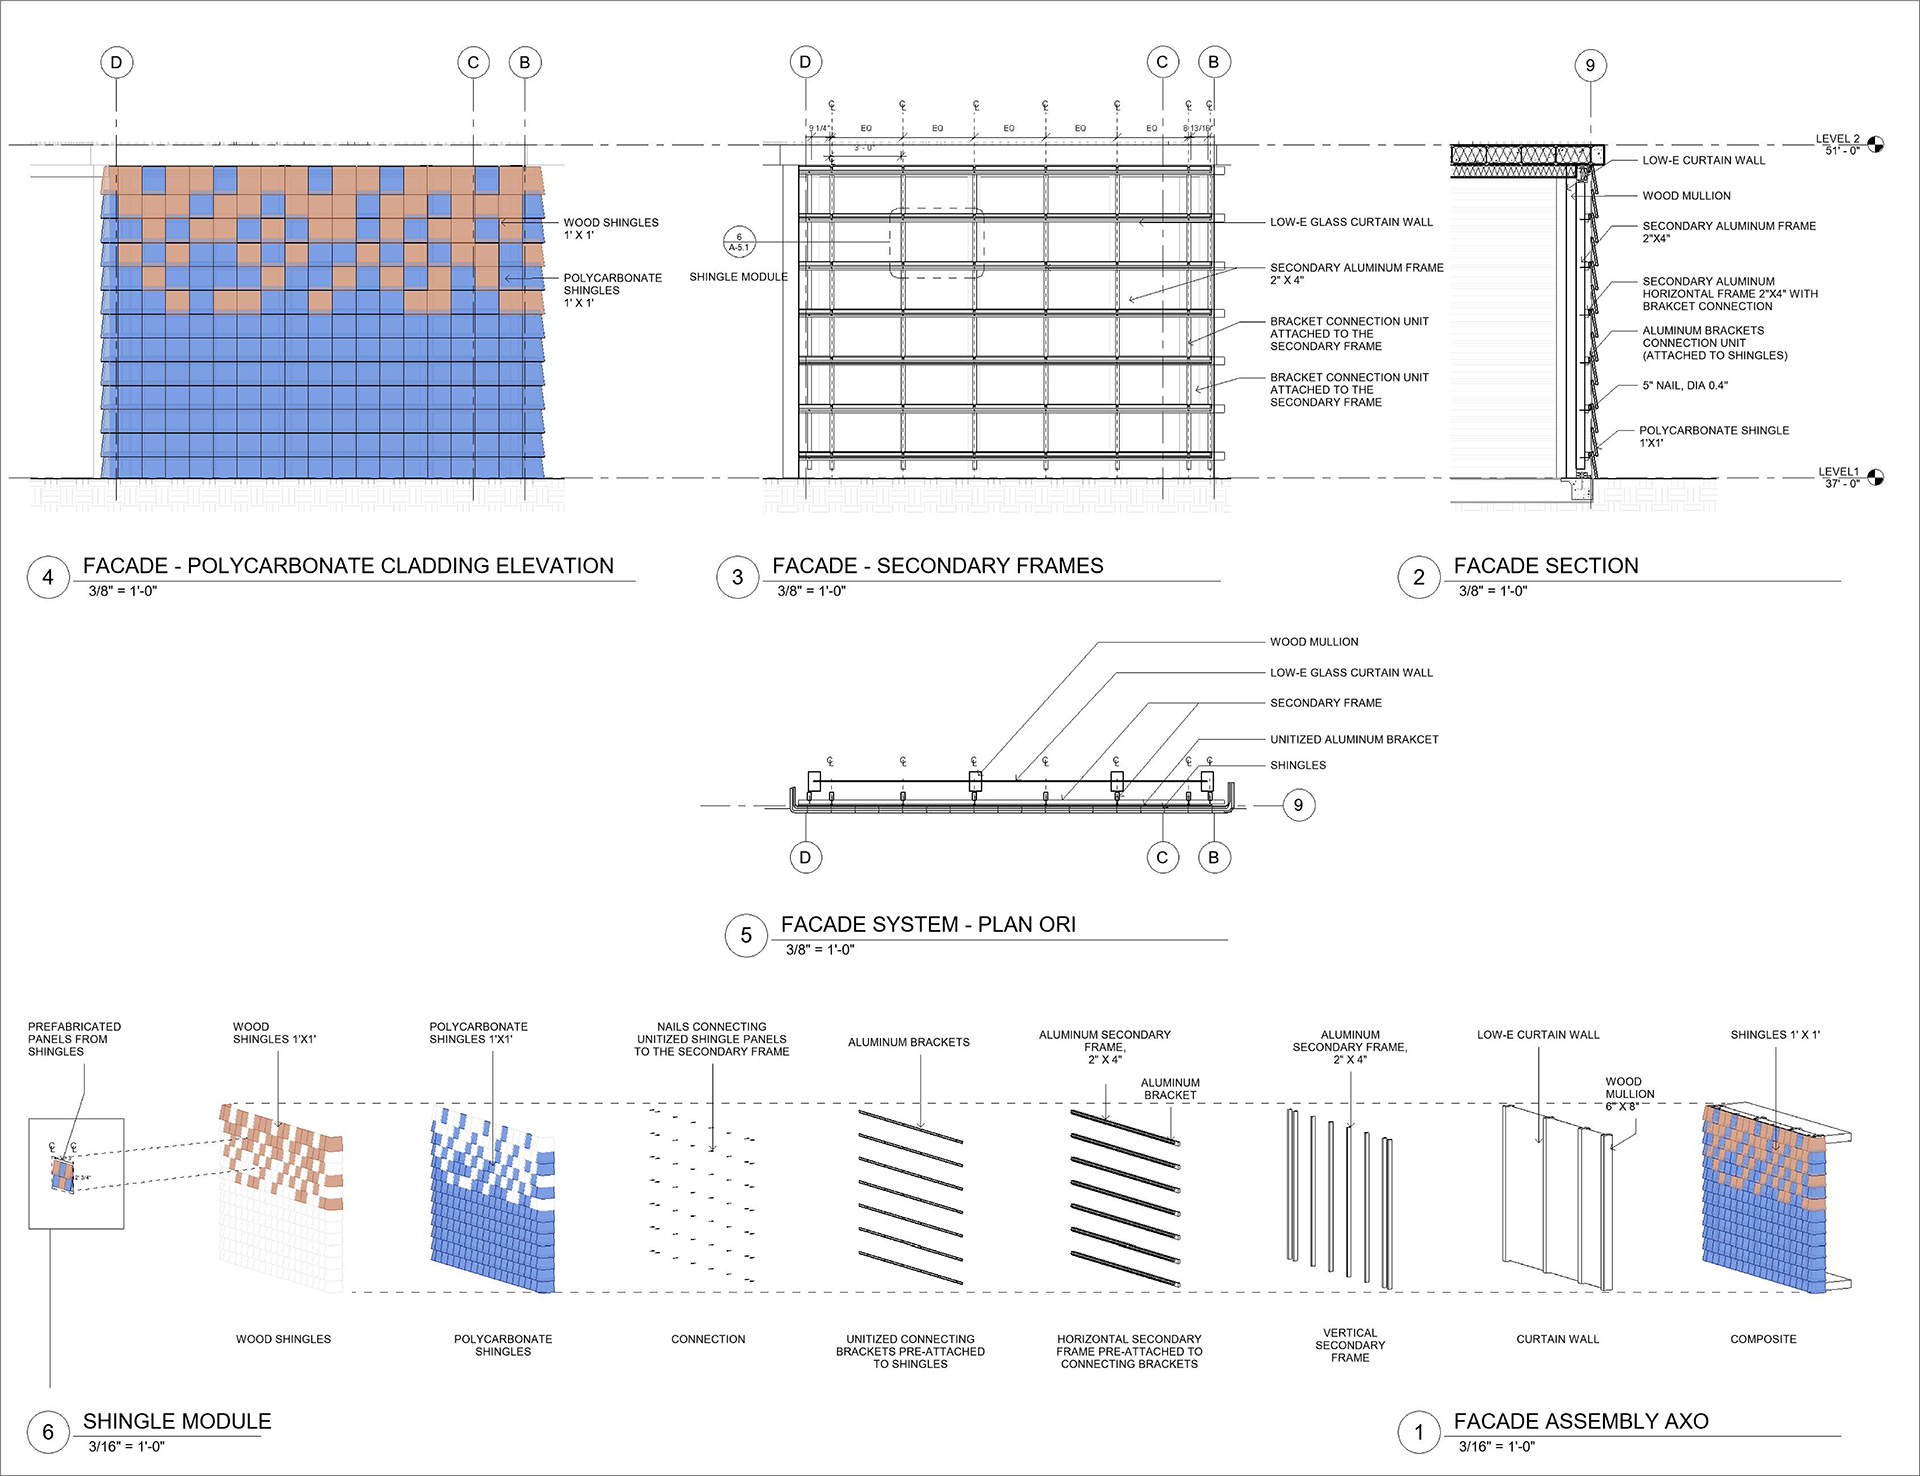 D
C
B
WOOD SHINGLES
1' X 1'
POLYCARBONATE
SHINGLES
1' X 1'
4
FACADE - POLYCARBONATE CLADDING ELEVATION
3/8" = 1'-0"
D
C
B
℄ ℄ ℄ ℄ ℄ ℄ ℄
9 1/4" EQ EQ EQ EQ EQ 8 13/16"
3' - 0"
6
A-5.1
SHINGLE MODULE
LOW-E GLASS CURTAIN WALL
SECONDARY ALUMINUM FRAME
2" X 4"
BRACKET CONNECTION UNIT
ATTACHED TO THE
SECONDARY FRAME
BRACKET CONNECTION UNIT
ATTACHED TO THE
SECONDARY FRAME
3
FACADE - SECONDARY FRAMES
3/8" = 1'-0"
9
LEVEL 2
51' - 0"
LOW-E CURTAIN WALL
WOOD MULLION
SECONDARY ALUMINUM FRAME
2"X4"
SECONDARY ALUMINUM
HORIZONTAL FRAME 2"X4" WITH
BRAKCET CONNECTION
ALUMINUM BRACKETS
CONNECTION UNIT
(ATTACHED TO SHINGLES)
5" NAIL, DIA 0.4"
POLYCARBONATE SHINGLE
1'X1'
LEVEL1
37' - 0"
2
FACADE SECTION
3/8" = 1'-0"
WOOD MULLION
LOW-E GLASS CURTAIN WALL
SECONDARY FRAME
UNITIZED ALUMINUM BRAKCET
SHINGLES
℄ ℄ ℄ ℄ ℄ ℄ ℄
9
D
C
B
5
FACADE SYSTEM - PLAN ORI
3/8" = 1'-0"
PREFABRICATED
PANELS FROM
SHINGLES
℄ ℄
2' 3/4"
WOOD
SHINGLES 1'X1'
POLYCARBONATE
SHINGLES 1'X1'
NAILS CONNECTING
UNITIZED SHINGLE PANELS
TO THE SECONDARY FRAME
ALUMINUM BRACKETS
ALUMINUM SECONDARY
FRAME,
2" X 4"
ALUMINUM
BRACKET
ALUMINUM
SECONDARY FRAME,
2" X 4"
LOW-E CURTAIN WALL
WOOD
MULLION
6" X 8"
SHINGLES 1' X 1'
WOOD SHINGLES
POLYCARBONATE
SHINGLES
CONNECTION
UNITIZED CONNECTING
BRACKETS PRE-ATTACHED
TO SHINGLES
HORIZONTAL SECONDARY
FRAME PRE-ATTACHED TO
CONNECTING BRACKETS
VERTICAL
SECONDARY
FRAME
CURTAIN WALL
COMPOSITE
6
SHINGLE MODULE
3/16" = 1'-0"
1
FACADE ASSEMBLY AXO
3/16" = 1'-0"